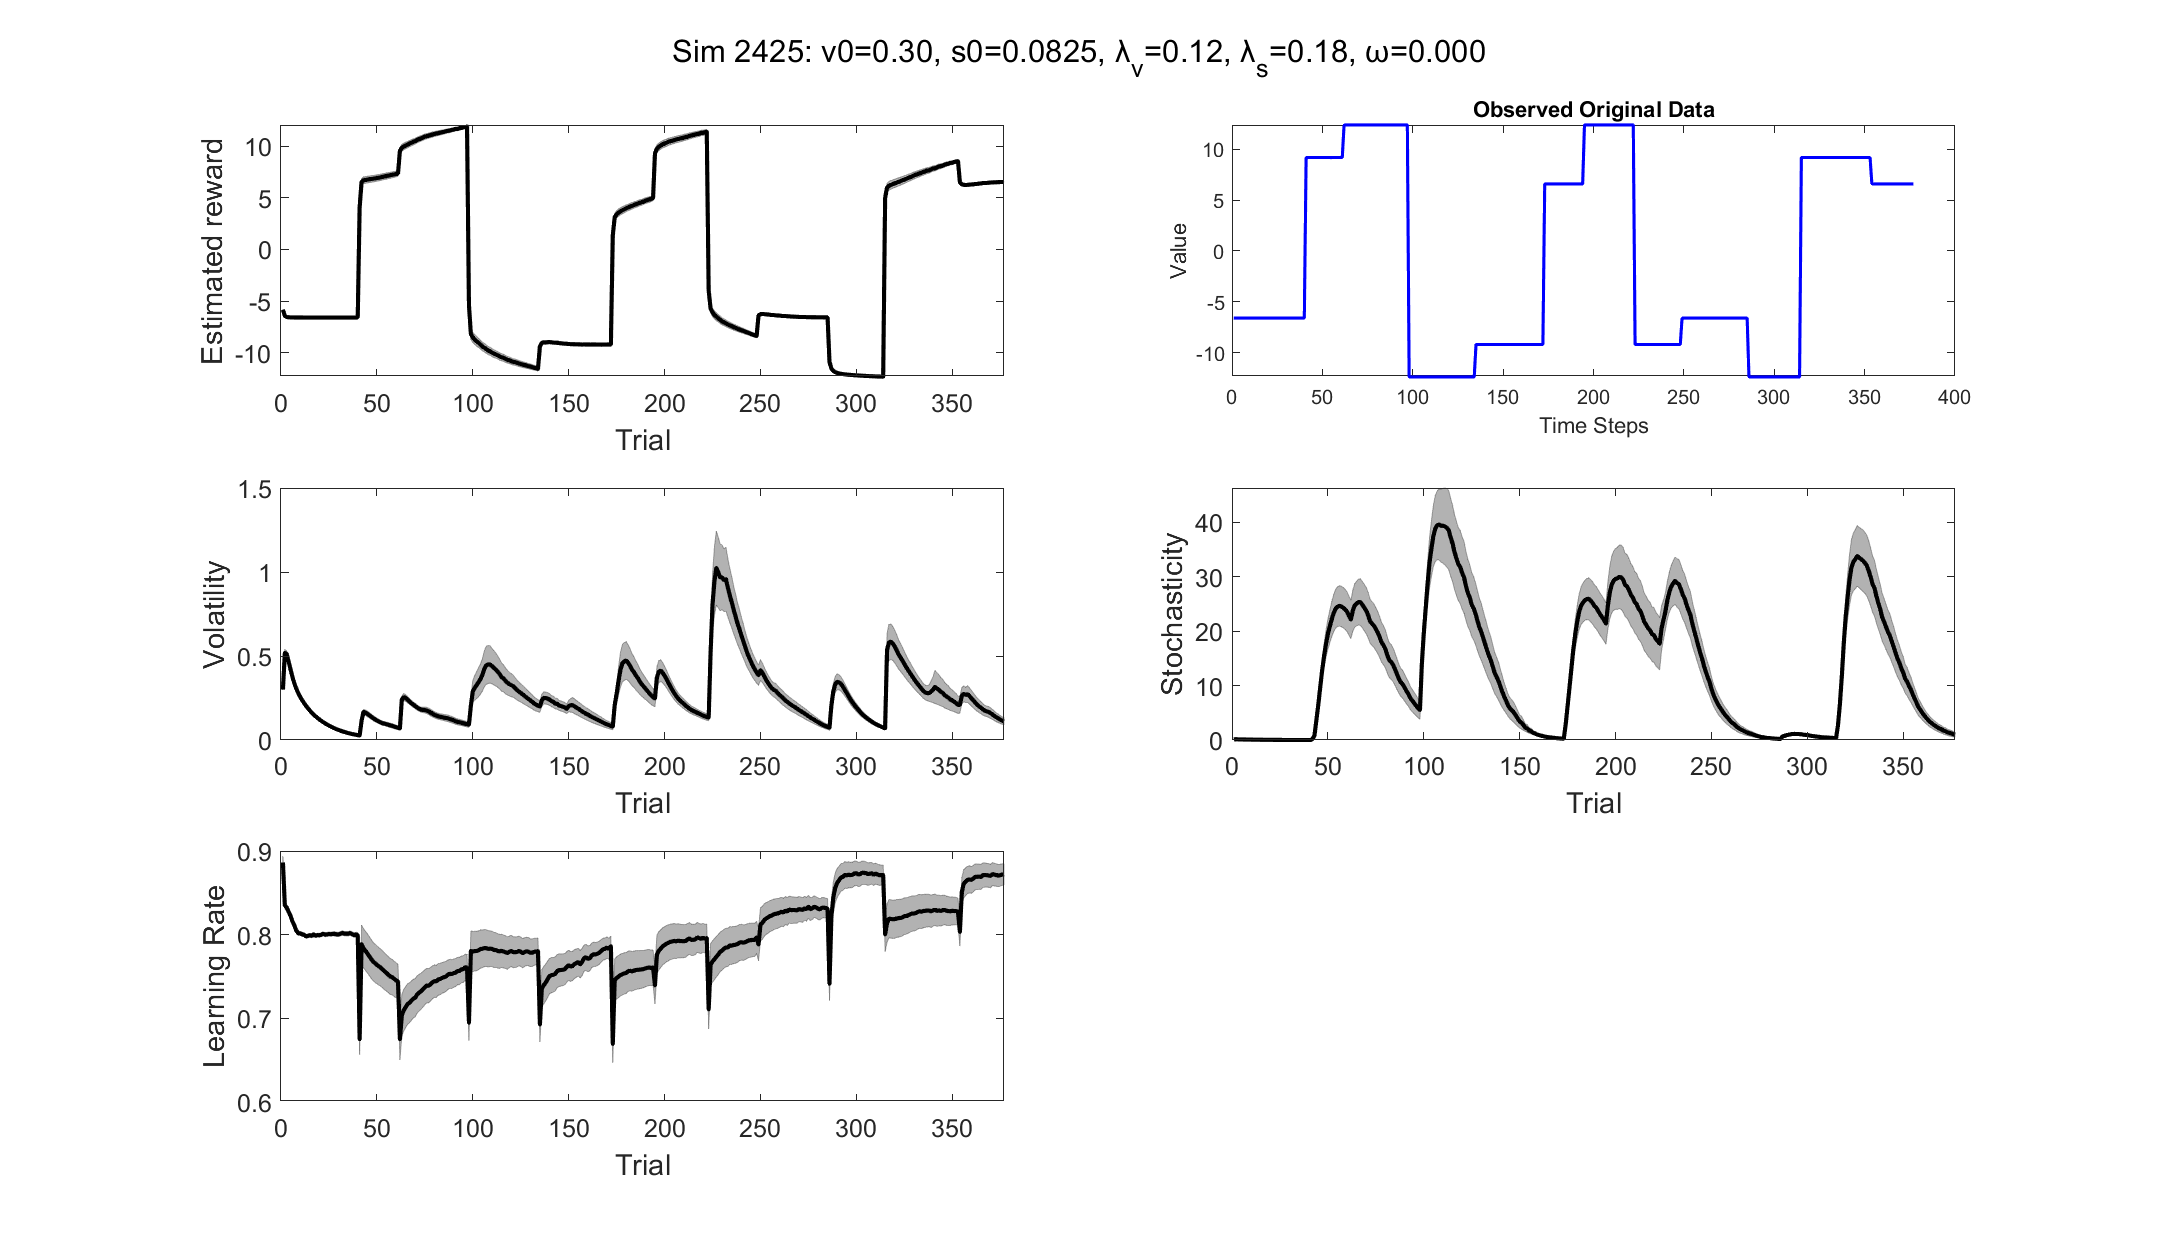 Sim 2425: v0=0.30, s0=0.0825, λv=0.12, λs=0.18, ω=0.000
Estimated reward
10
5
0
-5
-10
0 50 100 150 200 250 300 350
Trial
Observed Original Data
Value
10
5
0
-5
-10
0 50 100 150 200 250 300 350 400
Time Steps
Volatility
1.5
1
0.5
0
0 50 100 150 200 250 300 350
Trial
Stochasticity
40
30
20
10
0
0 50 100 150 200 250 300 350
Trial
Learning Rate
0.9
0.8
0.7
0.6
0 50 100 150 200 250 300 350
Trial